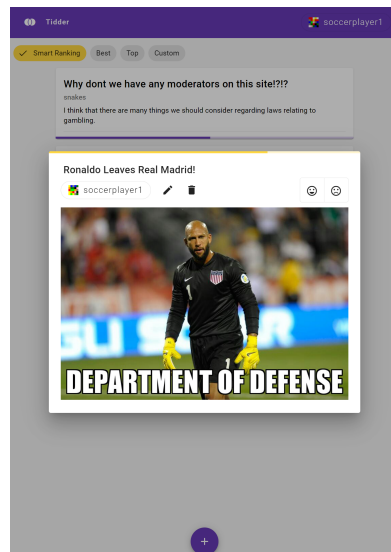 Tidder
soccerplayer1
Smart Ranking
Best
Top
Custom
Why dont we have any moderators on this site!?!?
snakes
I think that there are many things we should consider regarding laws relating to
gambling.
Ronaldo Leaves Real Madrid!
soccerplayer1
1
1
DEPARTMENT OF DEFENSE